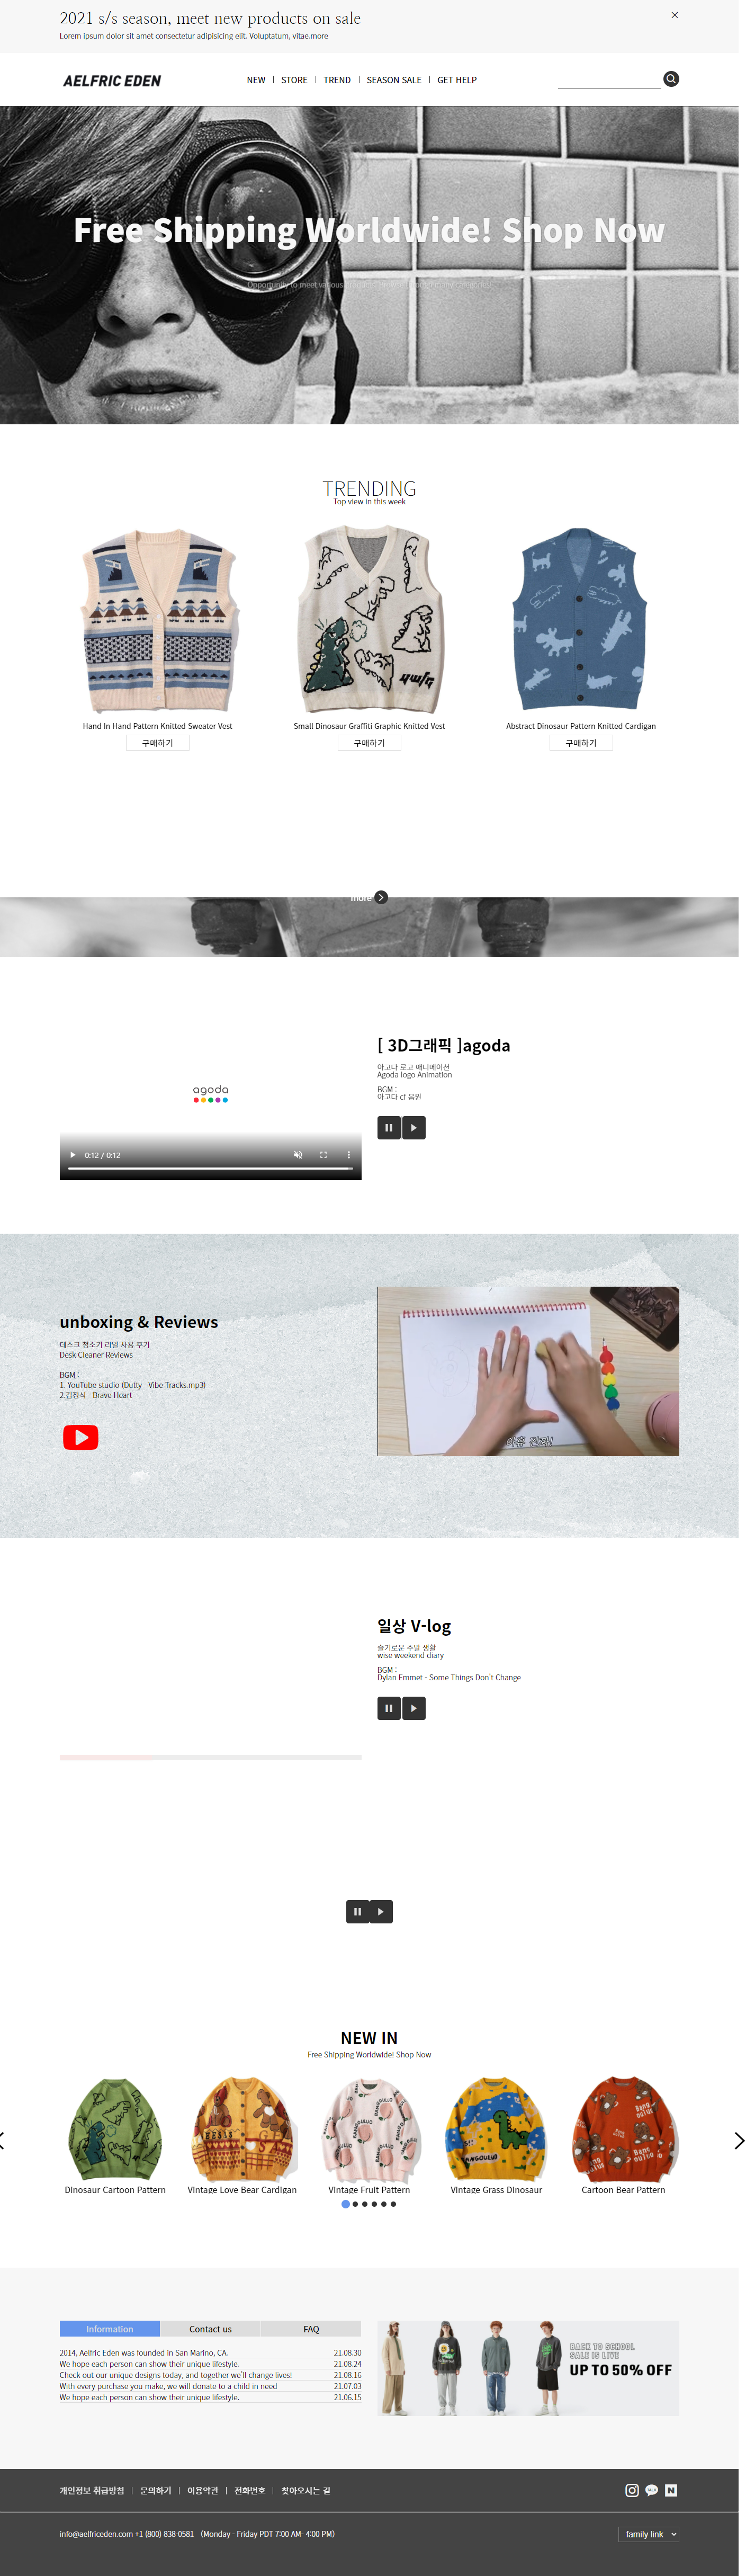 2021 s/s season, meet new products on sale
Lorem ipsum dolor sit amet consectetur adipisicing elit. Voluptatum, vitae.more
AELFRIC EDEN
NEW
STORE
TREND
SEASON SALE
GET HELP
Free Shipping Worldwide! Shop Now
Opportunity to meet various
TRENDING
Top view in this week
Hand In Hand Pattern Knitted Sweater Vest
Small Dinosaur Graffiti Graphic Knitted Vest
Abstract Dinosaur Pattern Knitted Cardigan
구매하기
구매하기
구매하기
more
agoda
0:12 / 0:12
[ 3D그래픽 ]agoda
아고다 로고 애니메이션
Agoda logo Animation
BGM :
아고다 cf 음원
unboxing & Reviews
데스크 청소기 리얼 사용 후기
Desk Cleaner Reviews
BGM :
1. YouTube studio (Dutty - Vibe Tracks.mp3)
2.김정식 - Brave Heart
일상 V-log
슬기로운 주말 생활
wise weekend diary
BGM :
Dylan Emmet - Some Things Don't Change
NEW IN
Free Shipping Worldwide! Shop Now
Dinosaur Cartoon Pattern
Vintage Love Bear Cardigan
Vintage Fruit Pattern
Vintage Grass Dinosaur
Cartoon Bear Pattern
Information
Contact us
FAQ
2014, Aelfric Eden was founded in San Marino, CA. 21.08.30
We hope each person can show their unique lifestyle. 21.08.24
Check out our unique designs today, and together we'll change lives! 21.08.16
With every purchase you make, we will donate to a child in need 21.07.03
We hope each person can show their unique lifestyle. 21.06.15
BACK TO SCHOOL
SALE IS LIVE
UP TO 50% OFF
개인정보 취급방침
문의하기
이용약관
전화번호
찾아오시는 길
info@aelfriceden.com +1 (800) 838-0581 (Monday - Friday PDT 7:00 AM- 4:00 PM)
family link